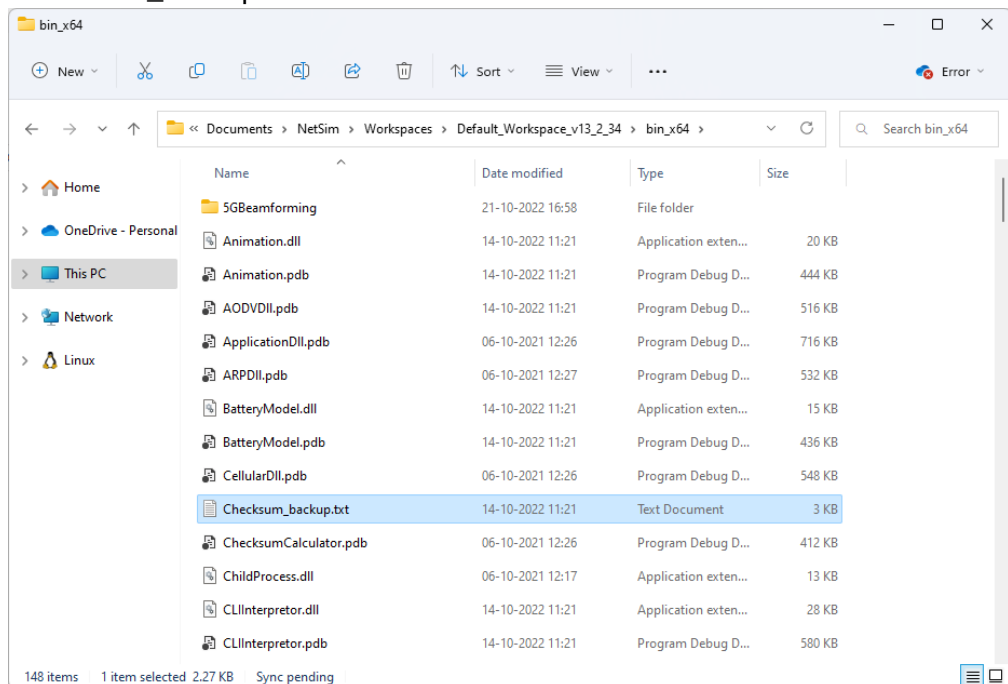 bin_x64
New
Sort
View
Error
« Documents > NetSim > Workspaces > Default_Workspace_v13_2_34 > bin_x64 >
Search bin_x64
Name Date modified Type Size
Home
OneDrive - Personal
This PC
Network
Linux
5GBeamforming 21-10-2022 16:58 File folder
Animation.dll 14-10-2022 11:21 Application exten... 20 KB
Animation.pdb 14-10-2022 11:21 Program Debug D... 444 KB
AODVDll.pdb 14-10-2022 11:21 Program Debug D... 516 KB
ApplicationDll.pdb 06-10-2021 12:26 Program Debug D... 716 KB
ARPDll.pdb 06-10-2021 12:27 Program Debug D... 532 KB
BatteryModel.dll 14-10-2022 11:21 Application exten... 15 KB
BatteryModel.pdb 14-10-2022 11:21 Program Debug D... 436 KB
CellularDll.pdb 06-10-2021 12:26 Program Debug D... 548 KB
Checksum_backup.txt 14-10-2022 11:21 Text Document 3 KB
ChecksumCalculator.pdb 06-10-2021 12:26 Program Debug D... 412 KB
ChildProcess.dll 06-10-2021 12:17 Application exten... 13 KB
CLIInterpretor.dll 14-10-2022 11:21 Application exten... 28 KB
CLIInterpretor.pdb 14-10-2022 11:21 Program Debug D... 580 KB
148 items 1 item selected 2.27 KB Sync pending